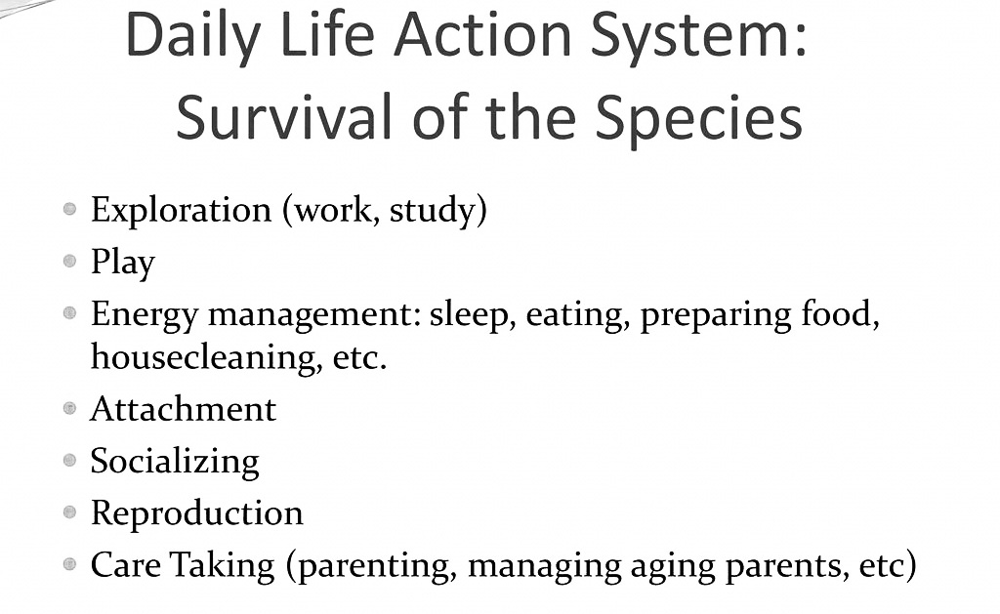 Daily Life Action System:
Survival of the Species
Exploration (work, study)
Play
Energy management: sleep, eating, preparing food,
housecleaning, etc.
Attachment
Socializing
Reproduction
Care Taking (parenting, managing aging parents, etc)